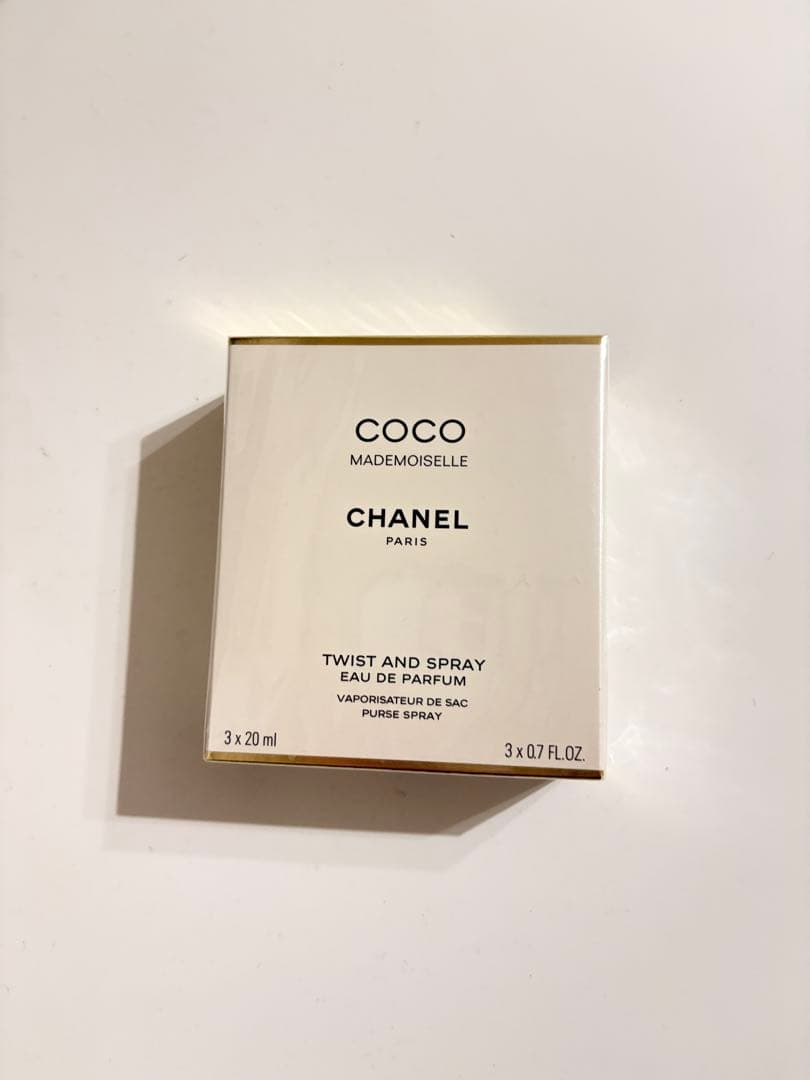 COCO
MADEMOISELLE
CHANEL
PARIS
TWIST AND SPRAY
EAU DE PARFUM
VAPORISATEUR DE SAC
PURSE SPRAY
3 x 20 ml
3 x 0.7 FL.OZ.